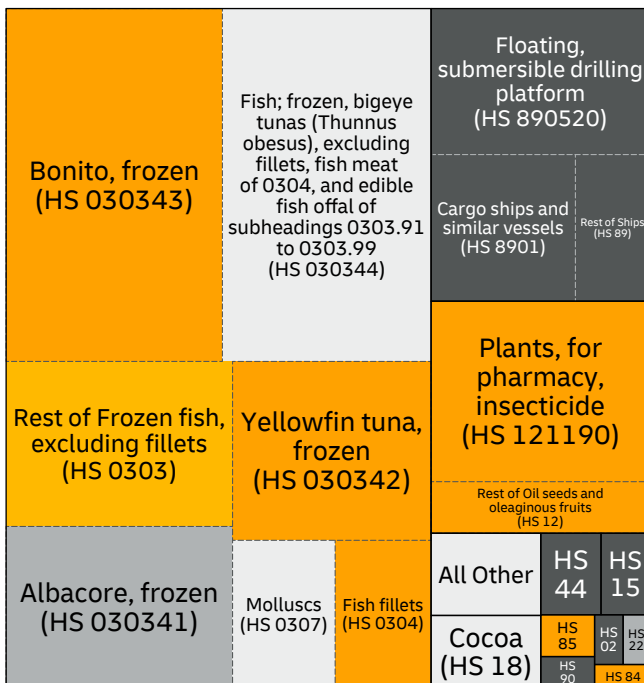 Bonito, frozen
(HS 030343)
Fish; frozen, bigeye
tunas (Thunnus
obesus), excluding
fillets, fish meat
of 0304, and edible
fish offal of
subheadings 0303.91
to 0303.99
(HS 030344)
Rest of Frozen fish,
excluding fillets
(HS 0303)
Yellowfin tuna,
frozen
(HS 030342)
Albacore, frozen
(HS 030341)
Molluscs
(HS 0307)
Fish fillets
(HS 0304)
Floating,
submersible drilling
platform
(HS 890520)
Cargo ships and
similar vessels
(HS 8901)
Rest of Ships
(HS 89)
Plants, for
pharmacy,
insecticide
(HS 121190)
Rest of Oil seeds and
oleaginous fruits
(HS 12)
All Other
HS
44
HS
15
Cocoa
(HS 18)
HS
85
HS
02
HS
22
HS
90
HS 84